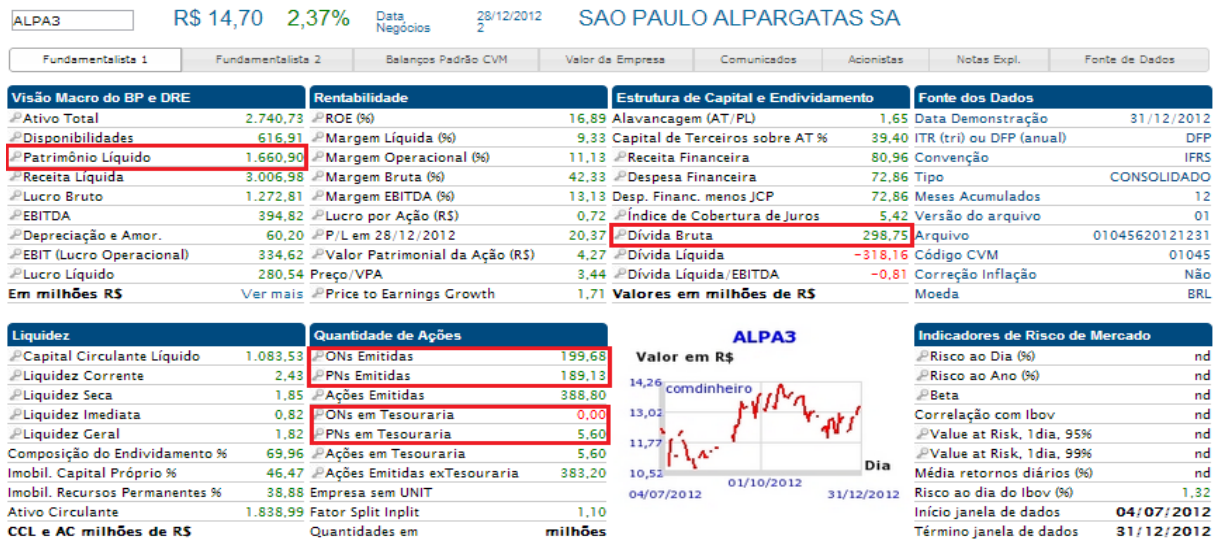 ALPA3 R$ 14,70 2,37% Data Negócios 28/12/2012 2 SAO PAULO ALPARGATAS SA
Fundamentalista 1 Fundamentalista 2 Balanços Padrão CVM Valor da Empresa Comunicados Acionistas Notas Expl. Fonte de Dados
Visão Macro do BP e DRE
Ativo Total 2.740,73
Disponibilidades 616,91
Patrimônio Líquido 1.660,90
Receita Líquida 3.006,98
Lucro Bruto 1.272,81
EBITDA 394,82
Depreciação e Amor. 60,20
EBIT (Lucro Operacional) 334,62
Lucro Líquido 280,54
Em milhões R$ Ver mais
Rentabilidade
ROE (%) 16,89
Margem Líquida (%) 9,33
Margem Operacional (%) 11,13
Margem Bruta (%) 42,33
Margem EBITDA (%) 13,13
Lucro por Ação (R$) 0,72
P/L em 28/12/2012 20,37
Valor Patrimonial da Ação (R$) 4,27
Preço/VPA 3,44
Price to Earnings Growth 1,71
Estrutura de Capital e Endividamento
Alavancagem (AT/PL) 1,65
Capital de Terceiros sobre AT % 39,40
Receita Financeira 80,96
Despesa Financeira 72,86
Desp. Financ. menos JCP 72,86
Índice de Cobertura de Juros 5,42
Dívida Bruta 298,75
Dívida Líquida -318,16
Dívida Líquida/EBITDA -0,81
Valores em milhões de R$
Fonte dos Dados
Data Demonstração 31/12/2012
ITR (tri) ou DFP (anual) DFP
Convenção IFRS
Tipo CONSOLIDADO
Meses Acumulados 12
Versão do arquivo 01
Arquivo 01045620121231
Código CVM 01045
Correção Inflação Não
Moeda BRL
Liquidez
Capital Circulante Líquido 1.083,53
Liquidez Corrente 2,43
Liquidez Seca 1,85
Liquidez Imediata 0,82
Liquidez Geral 1,82
Composição do Endividamento % 69,96
Imobil. Capital Próprio % 46,47
Imobil. Recursos Permanentes % 38,88
Ativo Circulante 1.838,99
CCL e AC milhões de R$
Quantidade de Ações
ONs Emitidas 199,68
PNs Emitidas 189,13
Ações Emitidas 388,80
ONs em Tesouraria 0,00
PNs em Tesouraria 5,60
Ações em Tesouraria 5,60
Ações Emitidas exTesouraria 383,20
Empresa sem UNIT
Fator Split Inplit 1,10
Quantidades em milhões
ALPA3
Valor em R$
comdinheiro
14,26
13,02
11,77
10,52
Dia
04/07/2012 01/10/2012 31/12/2012
Indicadores de Risco de Mercado
Risco ao Dia (%) nd
Risco ao Ano (%) nd
Beta nd
Correlação com Ibov nd
Value at Risk, 1dia, 95% nd
Value at Risk, 1dia, 99% nd
Média retornos diários (%) nd
Risco ao dia do Ibov (%) 1,32
Início janela de dados 04/07/2012
Término janela de dados 31/12/2012